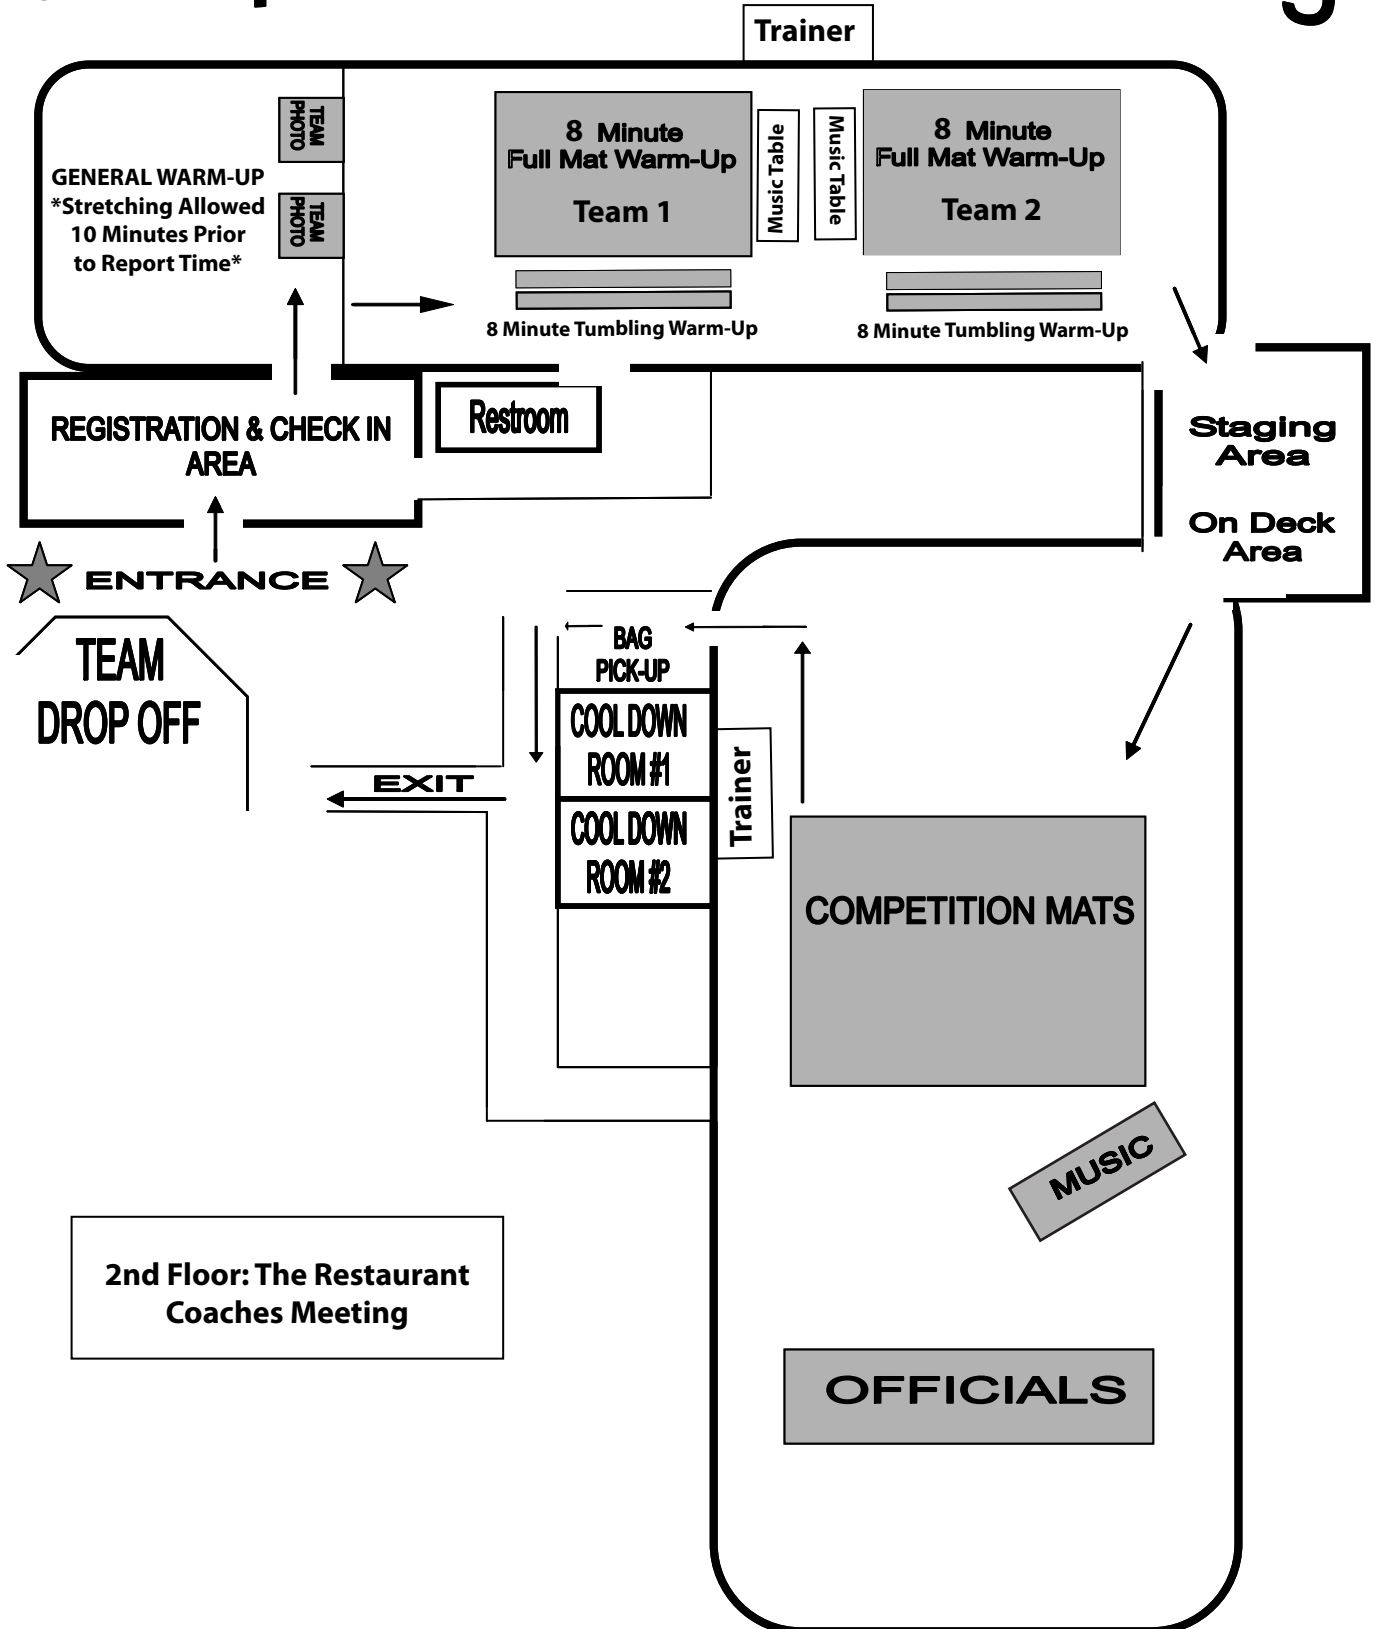 Trainer
TEAM
PHOTO
TEAM
PHOTO
GENERAL WARM-UP
*Stretching Allowed
10 Minutes Prior
to Report Time*
8 Minute
Full Mat Warm-Up
Team 1
Music Table
Music Table
8 Minute
Full Mat Warm-Up
Team 2
8 Minute Tumbling Warm-Up
8 Minute Tumbling Warm-Up
REGISTRATION & CHECK IN
AREA
Restroom
Staging
Area
On Deck
Area
ENTRANCE
TEAM
DROP OFF
BAG
PICK-UP
COOL DOWN
ROOM #1
COOL DOWN
ROOM #2
Trainer
EXIT
COMPETITION MATS
MUSIC
2nd Floor: The Restaurant
Coaches Meeting
OFFICIALS